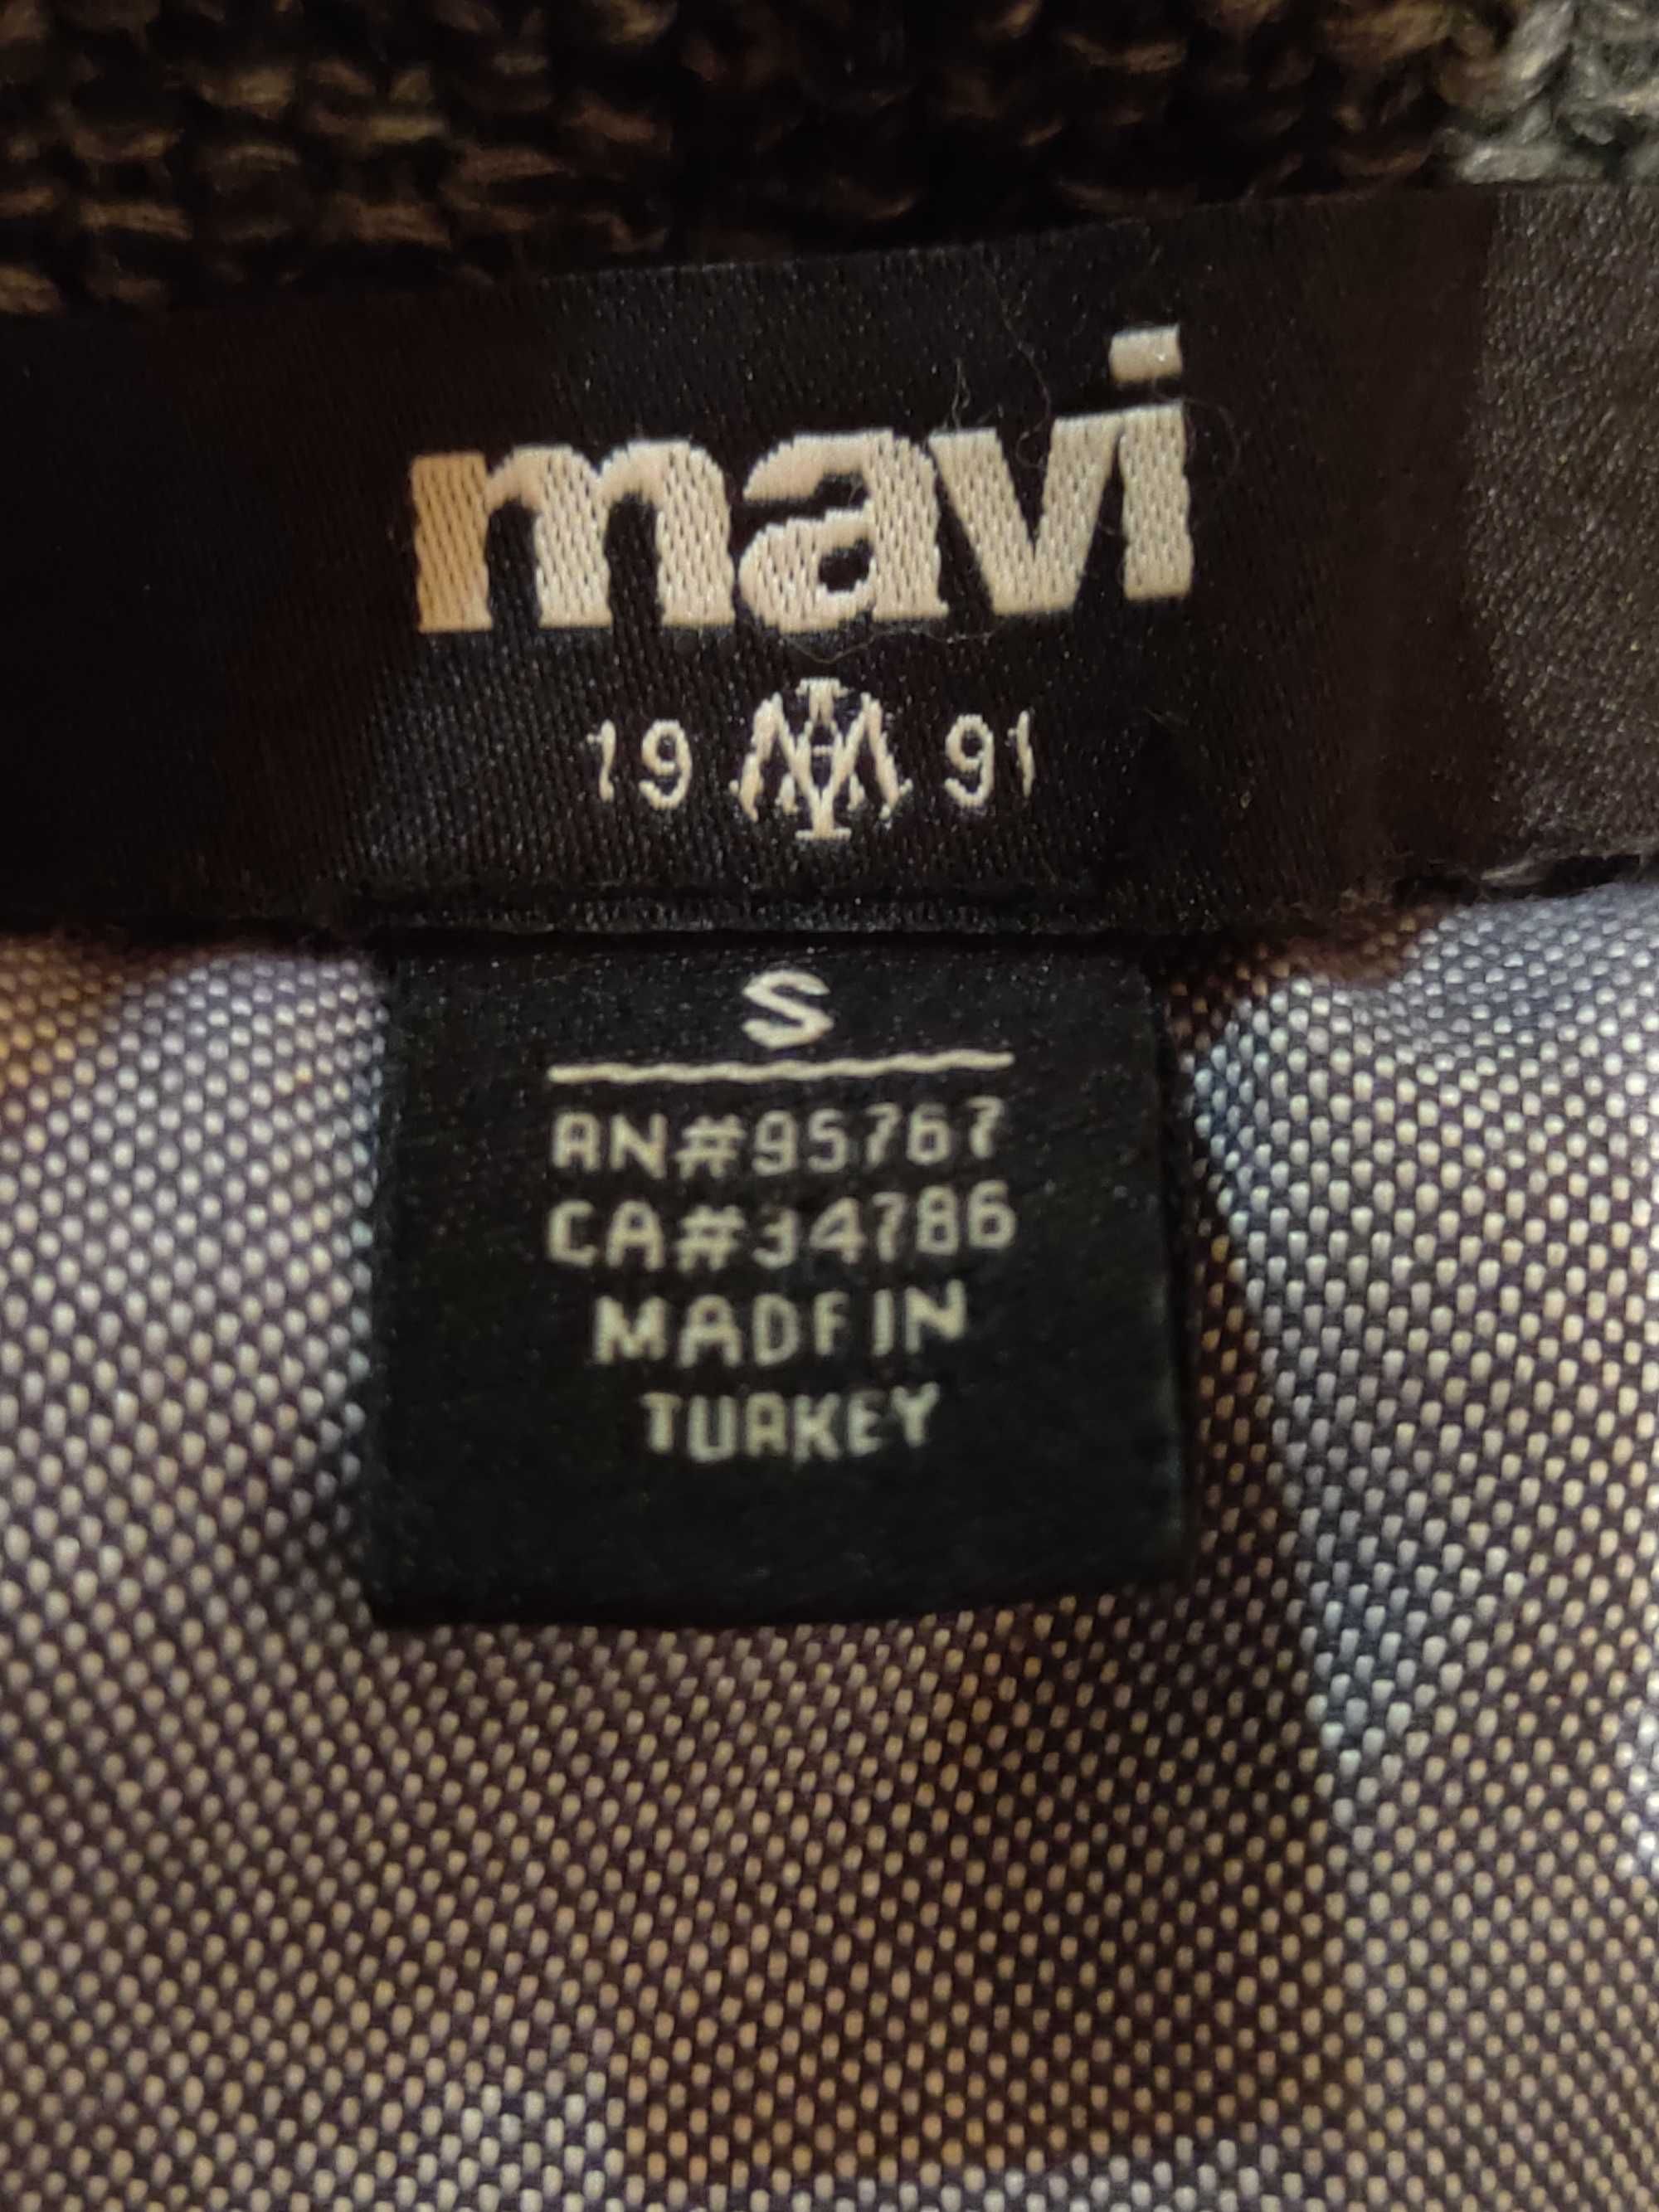 mavi
19 91
S
RN#95767
CA#34786
MADE IN
TURKEY